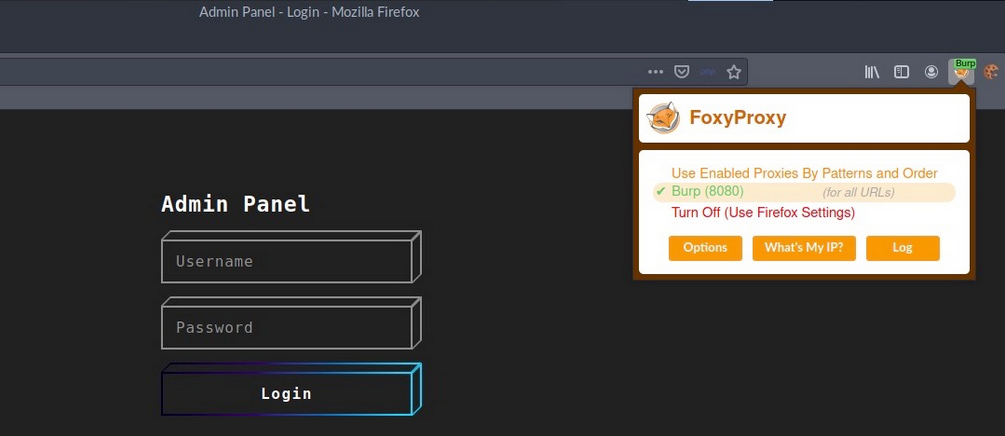 Admin Panel - Login - Mozilla Firefox
Burp
FoxyProxy
Use Enabled Proxies By Patterns and Order
✔ Burp (8080) (for all URLs)
Turn Off (Use Firefox Settings)
Options What's My IP? Log
Admin Panel
Username
Password
Login